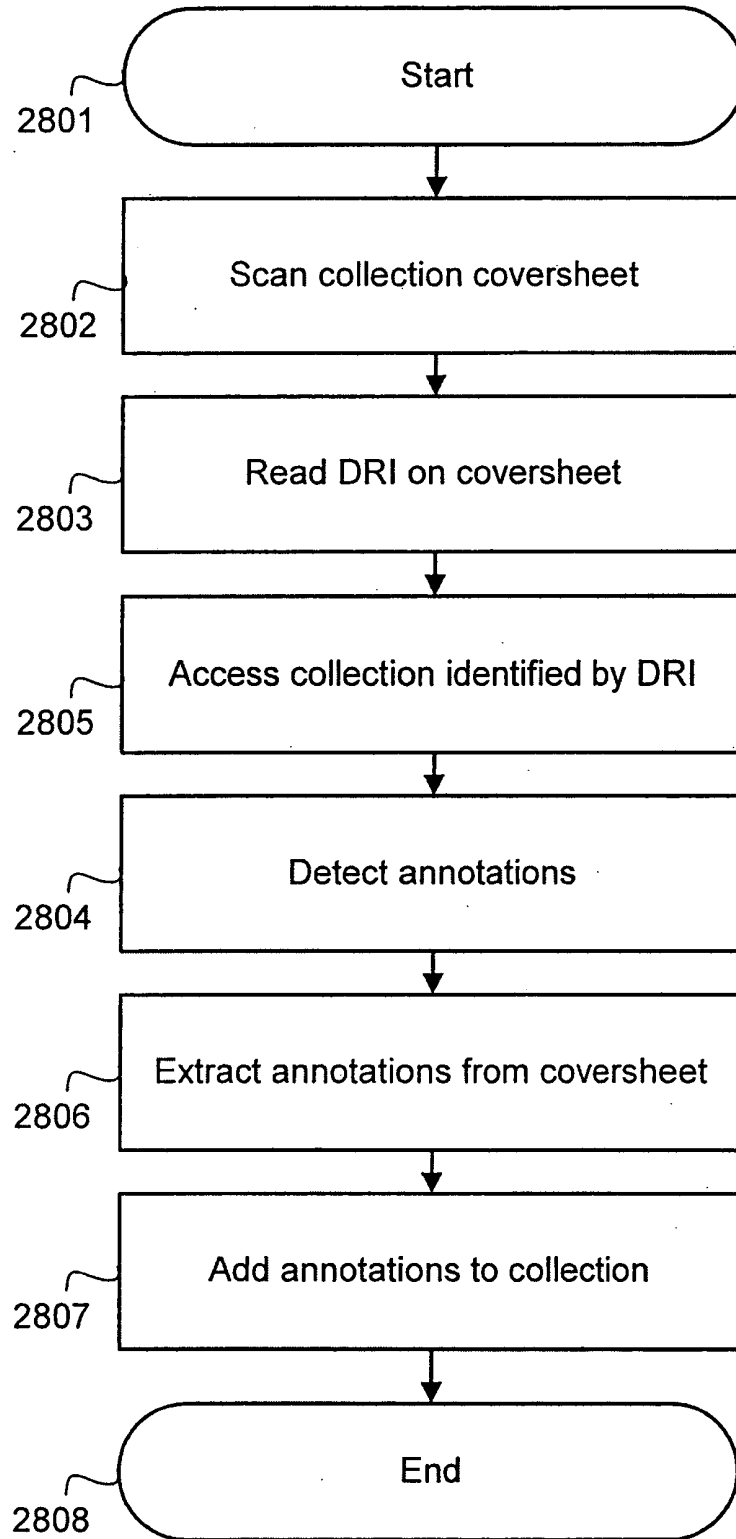 Start
2801
Scan collection coversheet
2802
Read DRI on coversheet
2803
Access collection identified by DRI
2805
Detect annotations
2804
Extract annotations from coversheet
2806
Add annotations to collection
2807
End
2808